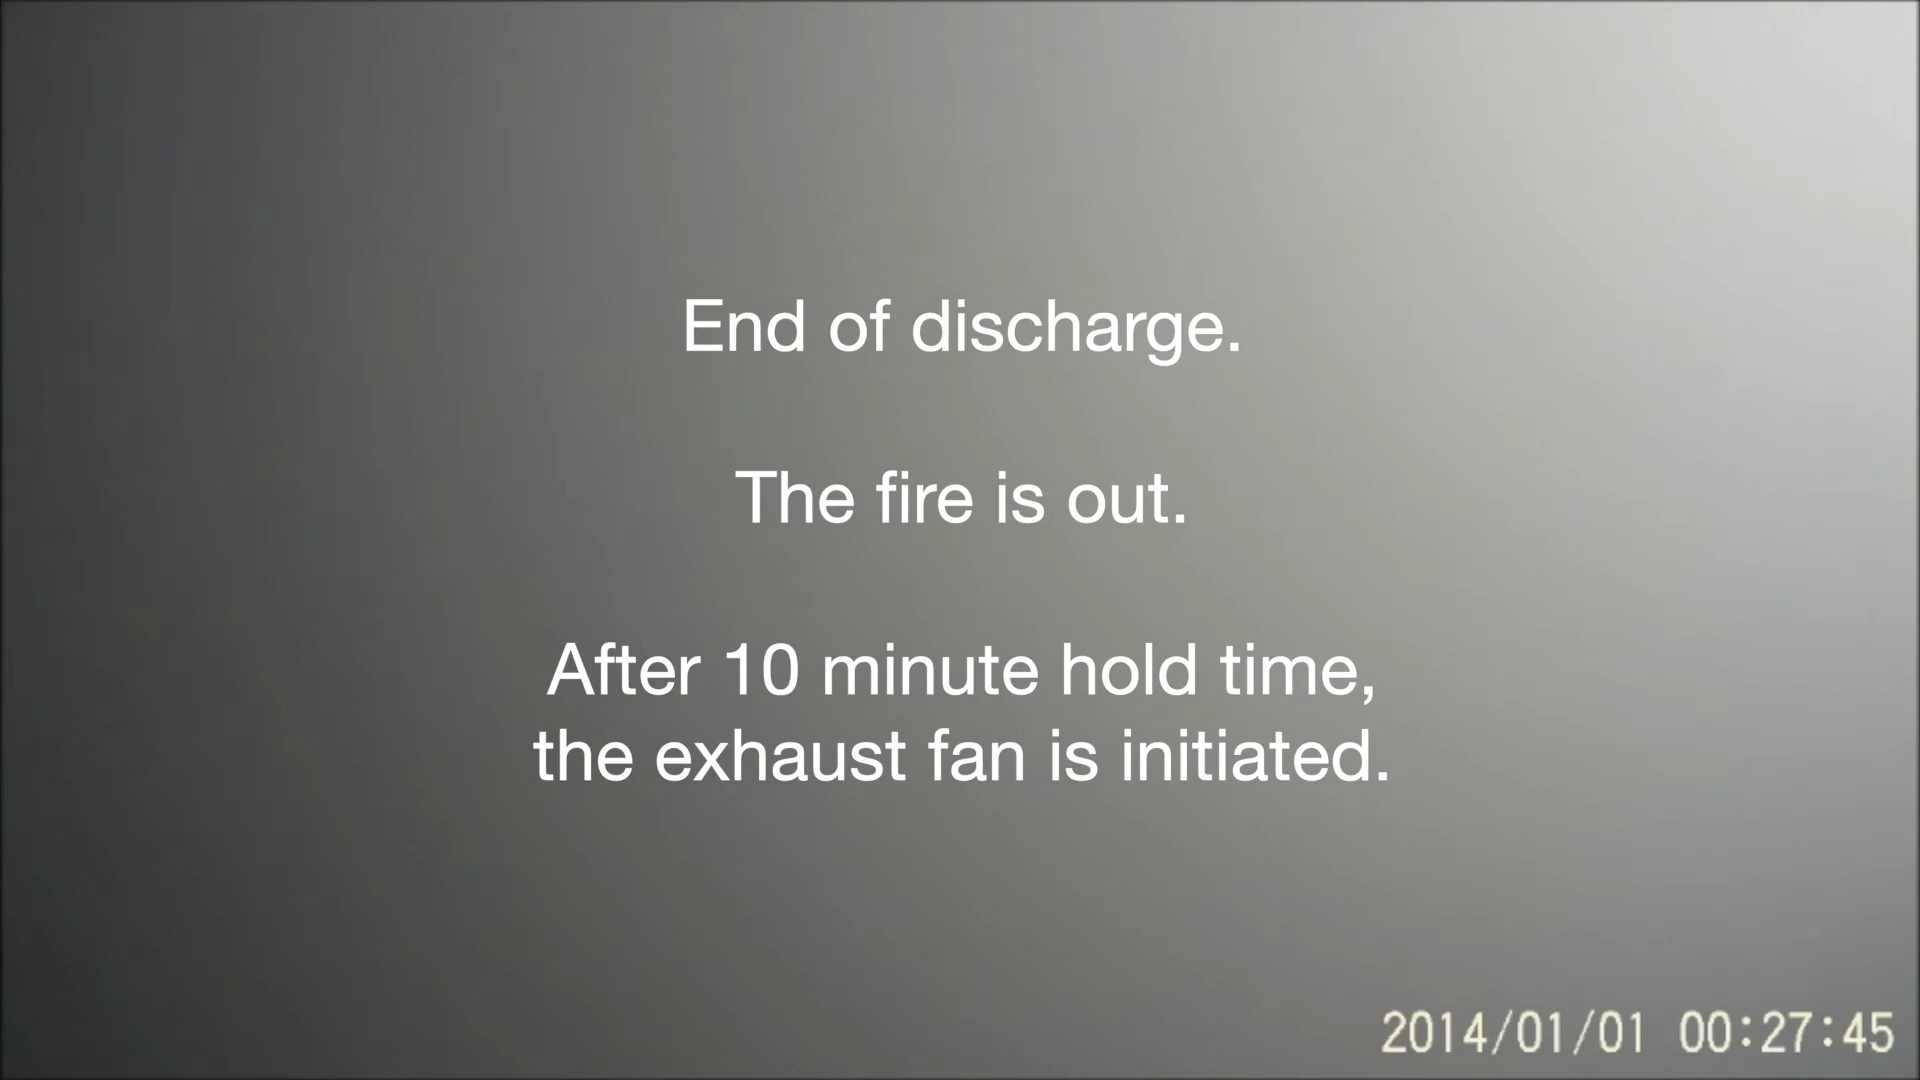 End of discharge.
The fire is out.
After 10 minute hold time,
the exhaust fan is initiated.
2014/01/01 00:27:45